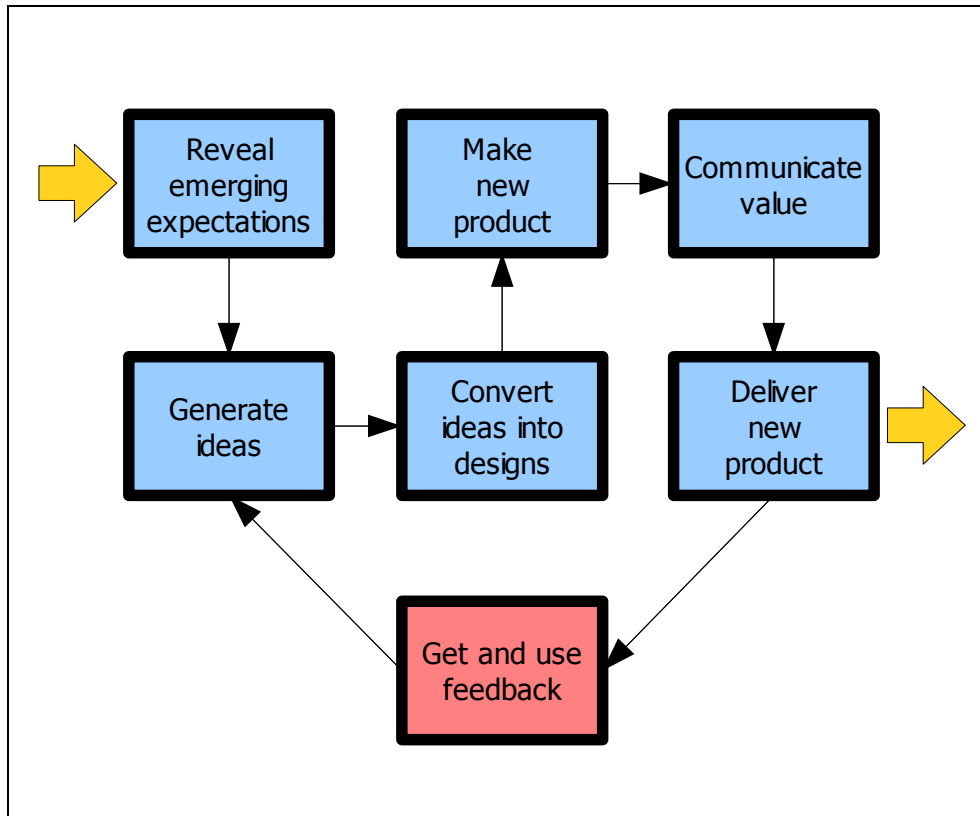 Reveal
emerging
expectations
Make
new
product
Communicate
value
Generate
ideas
Convert
ideas into
designs
Deliver
new
product
Get and use
feedback